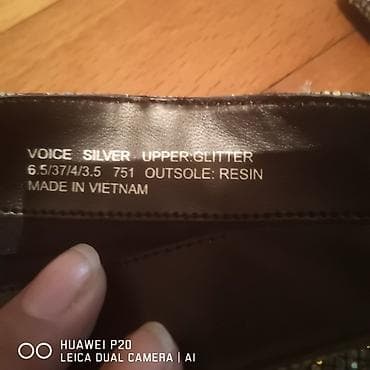 VOICE SILVER UPPER:GLITTER
6.5/37/4/3.5 751 OUTSOLE: RESIN
MADE IN VIETNAM
HUAWEI P20
LEICA DUAL CAMERA | AI